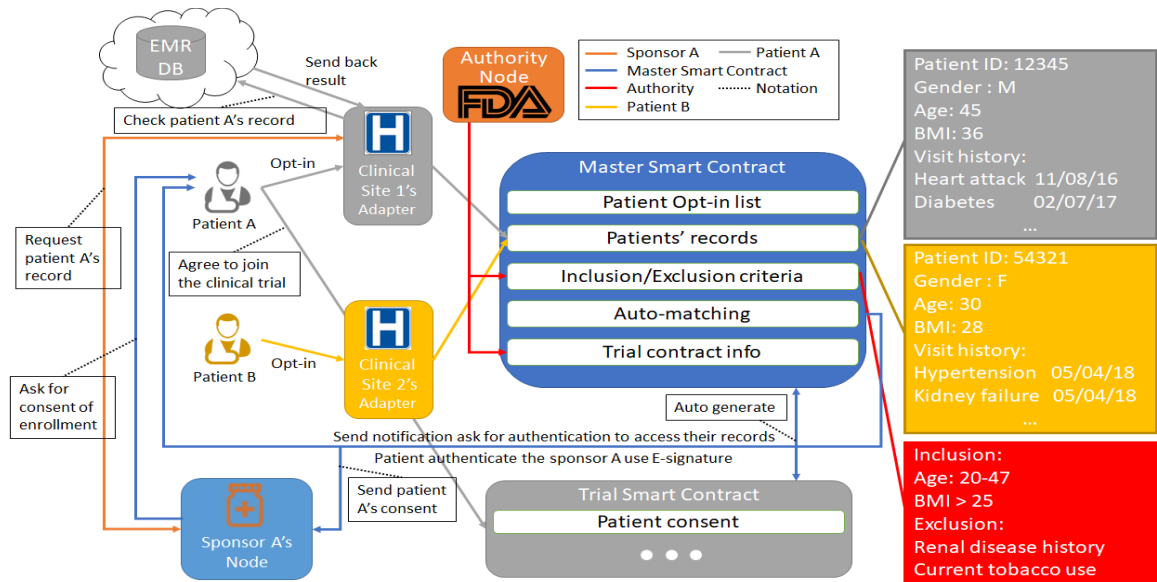 EMR
DB
Send back
result
Check patient A's record
Authority
Node
FDA
Sponsor A
Patient A
Master Smart Contract
Authority
Notation
Patient B
H
Clinical
Site 1's
Adapter
Opt-in
Patient A
Request
patient A's
record
Agree to join
the clinical trial
Patient B
Opt-in
H
Clinical
Site 2's
Adapter
Ask for
consent of
enrollment
Master Smart Contract
Patient Opt-in list
Patients' records
Inclusion/Exclusion criteria
Auto-matching
Trial contract info
Auto generate
Send notification ask for authentication to access their records
Patient authenticate the sponsor A use E-signature
Send patient
A's consent
Sponsor A's
Node
Trial Smart Contract
Patient consent
Patient ID: 12345
Gender : M
Age: 45
BMI: 36
Visit history:
Heart attack 11/08/16
Diabetes 02/07/17
...
Patient ID: 54321
Gender : F
Age: 30
BMI: 28
Visit history:
Hypertension 05/04/18
Kidney failure 05/04/18
...
Inclusion:
Age: 20-47
BMI > 25
Exclusion:
Renal disease history
Current tobacco use